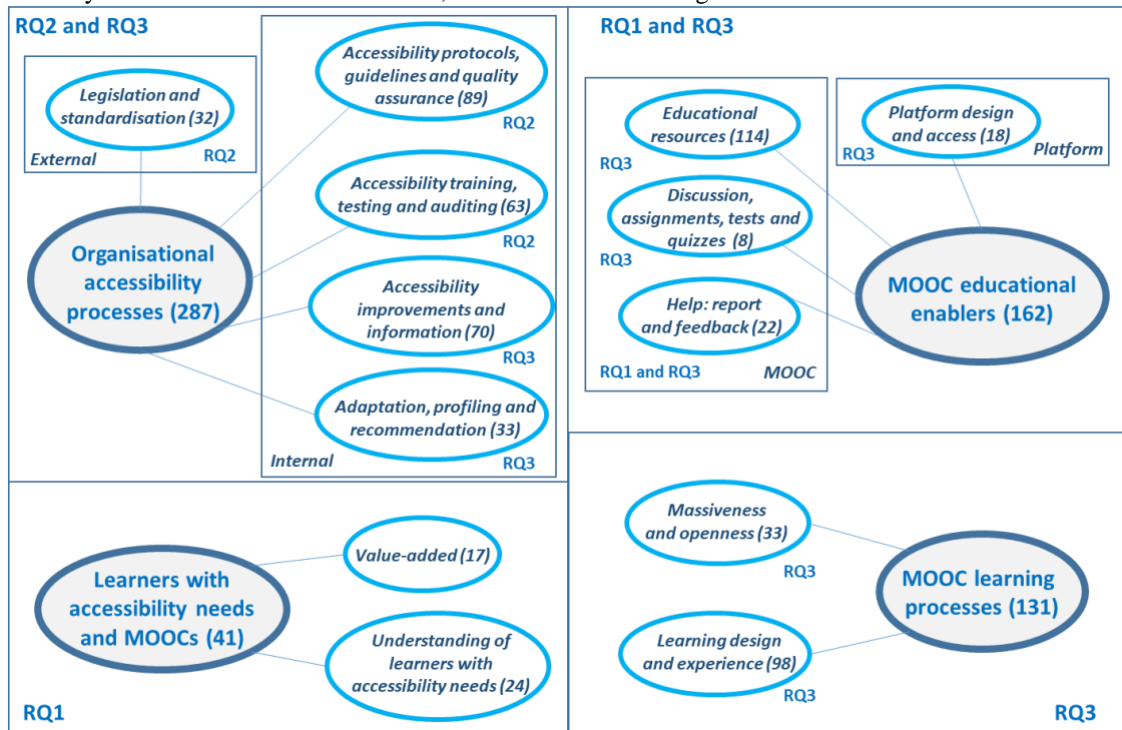 RQ2 and RQ3
Legislation and
standardisation (32)
External
RQ2
Accessibility protocols,
guidelines and quality
assurance (89)
RQ2
Accessibility training,
testing and auditing (63)
RQ2
Organisational
accessibility
processes (287)
Accessibility
improvements and
information (70)
RQ3
Adaptation, profiling and
recommendation (33)
Internal
RQ3
RQ1 and RQ3
Educational
resources (114)
RQ3
Platform design
and access (18)
RQ3
Platform
Discussion,
assignments, tests and
quizzes (8)
RQ3
MOOC educational
enablers (162)
Help: report
and feedback (22)
RQ1 and RQ3
MOOC
Learners with
accessibility needs
and MOOCs (41)
Value-added (17)
Understanding of
learners with
accessibility needs (24)
RQ1
Massiveness
and openness (33)
RQ3
MOOC learning
processes (131)
Learning design
and experience (98)
RQ3
RQ3